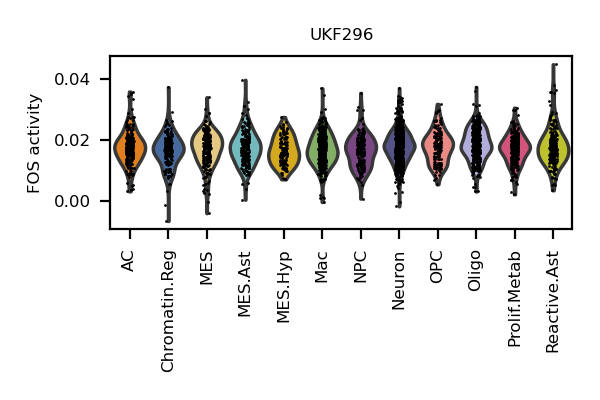 UKF296
FOS activity
0.04
0.02
0.00
AC
Chromatin.Reg
MES
MES.Ast
MES.Hyp
Mac
NPC
Neuron
OPC
Oligo
Prolif.Metab
Reactive.Ast